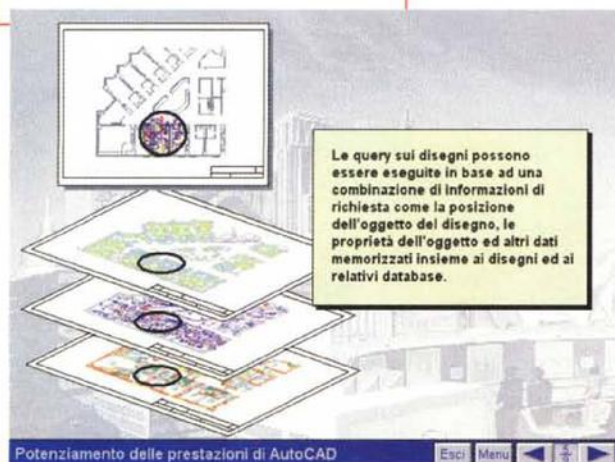 Le query sui disegni possono
essere eseguite in base ad una
combinazione di informazioni di
richiesta come la posizione
dell'oggetto del disegno, le
proprietà dell'oggetto ed altri dati
memorizzati insieme ai disegni ed ai
relativi database.
Potenziamento delle prestazioni di AutoCAD
Esci Menu